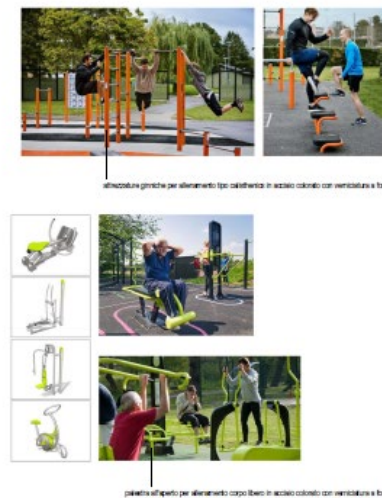 attrezzature ginniche per allenamento tipo calisthenics in acciaio colorato con verniciatura a
palestra all'aperto per allenamento corpo libero in acciaio colorato con verniciatura a